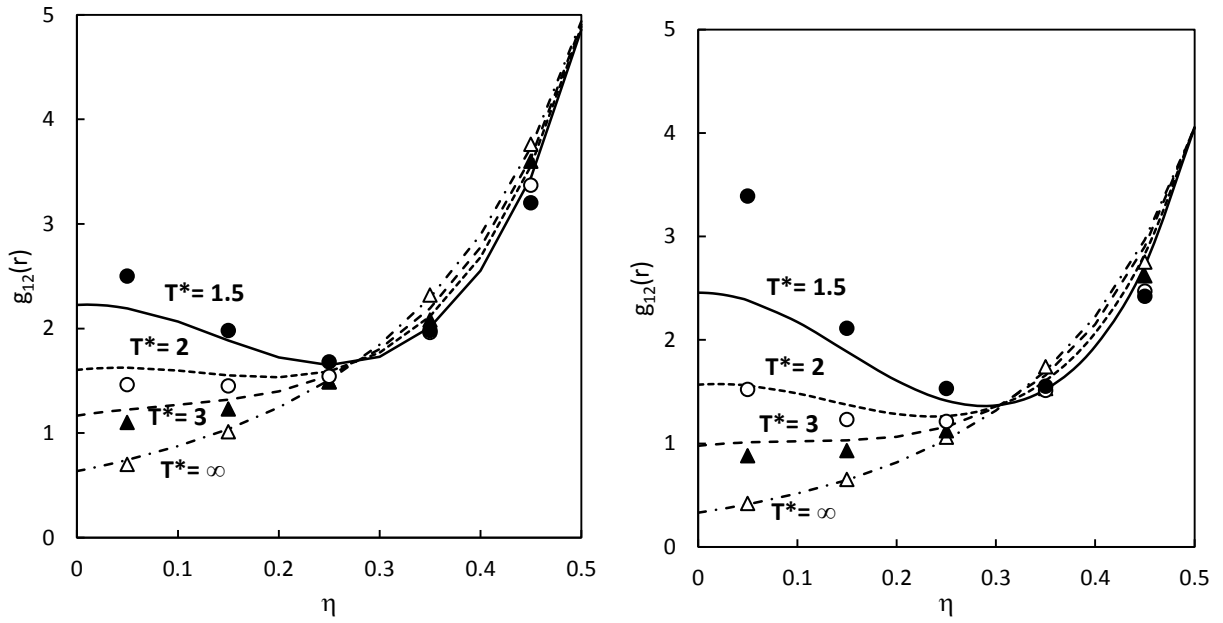 5
4
3
2
1
0
g12(r)
T*= 1.5
T*= 2
T*= 3
T*= ∞
0 0.1 0.2 0.3 0.4 0.5
η
5
4
3
2
1
0
g12(r)
T*= 1.5
T*= 2
T*= 3
T*= ∞
0 0.1 0.2 0.3 0.4 0.5
η